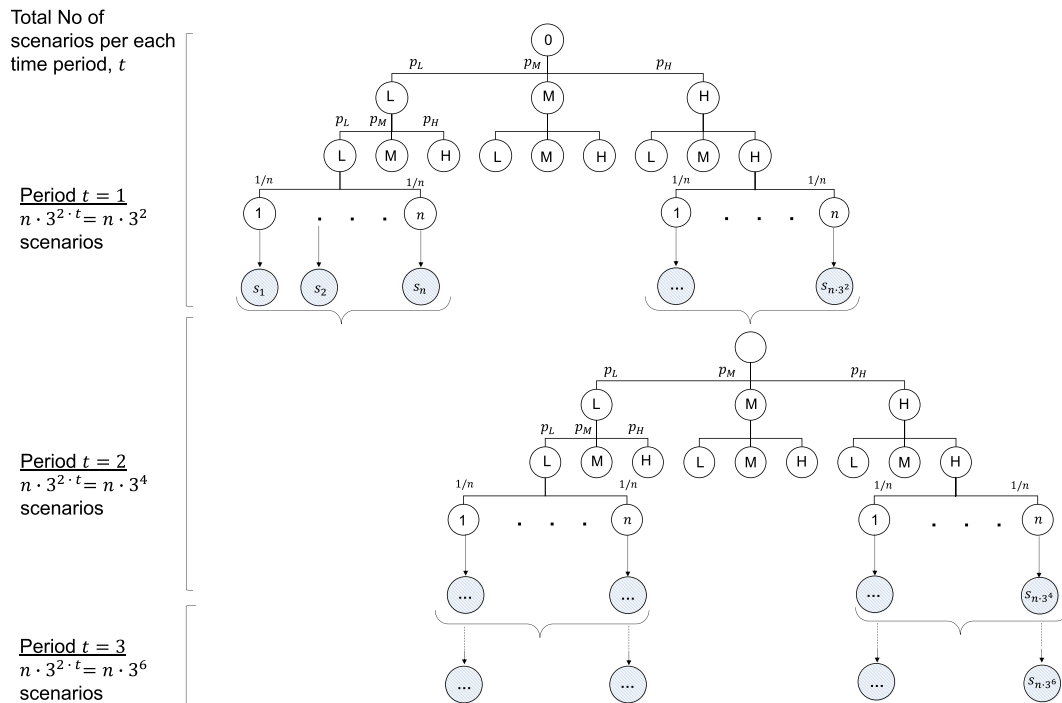 Total No of
scenarios per each
time period, t
0
p_L p_M p_H
L M H
p_L p_M p_H
L M H L M H L M H
1/n 1/n 1/n 1/n
Period t = 1
n · 3^{2·t} = n · 3^2
scenarios
1 . . . n 1 . . . n
s_1 s_2 s_n ... s_{n·3^2}
p_L p_M p_H
L M H
p_L p_M p_H
L M H L M H L M H
Period t = 2
n · 3^{2·t} = n · 3^4
scenarios
1/n 1/n 1/n 1/n
1 . . . n 1 . . . n
... ... ... s_{n·3^4}
Period t = 3
n · 3^{2·t} = n · 3^6
scenarios
... ... ... s_{n·3^6}